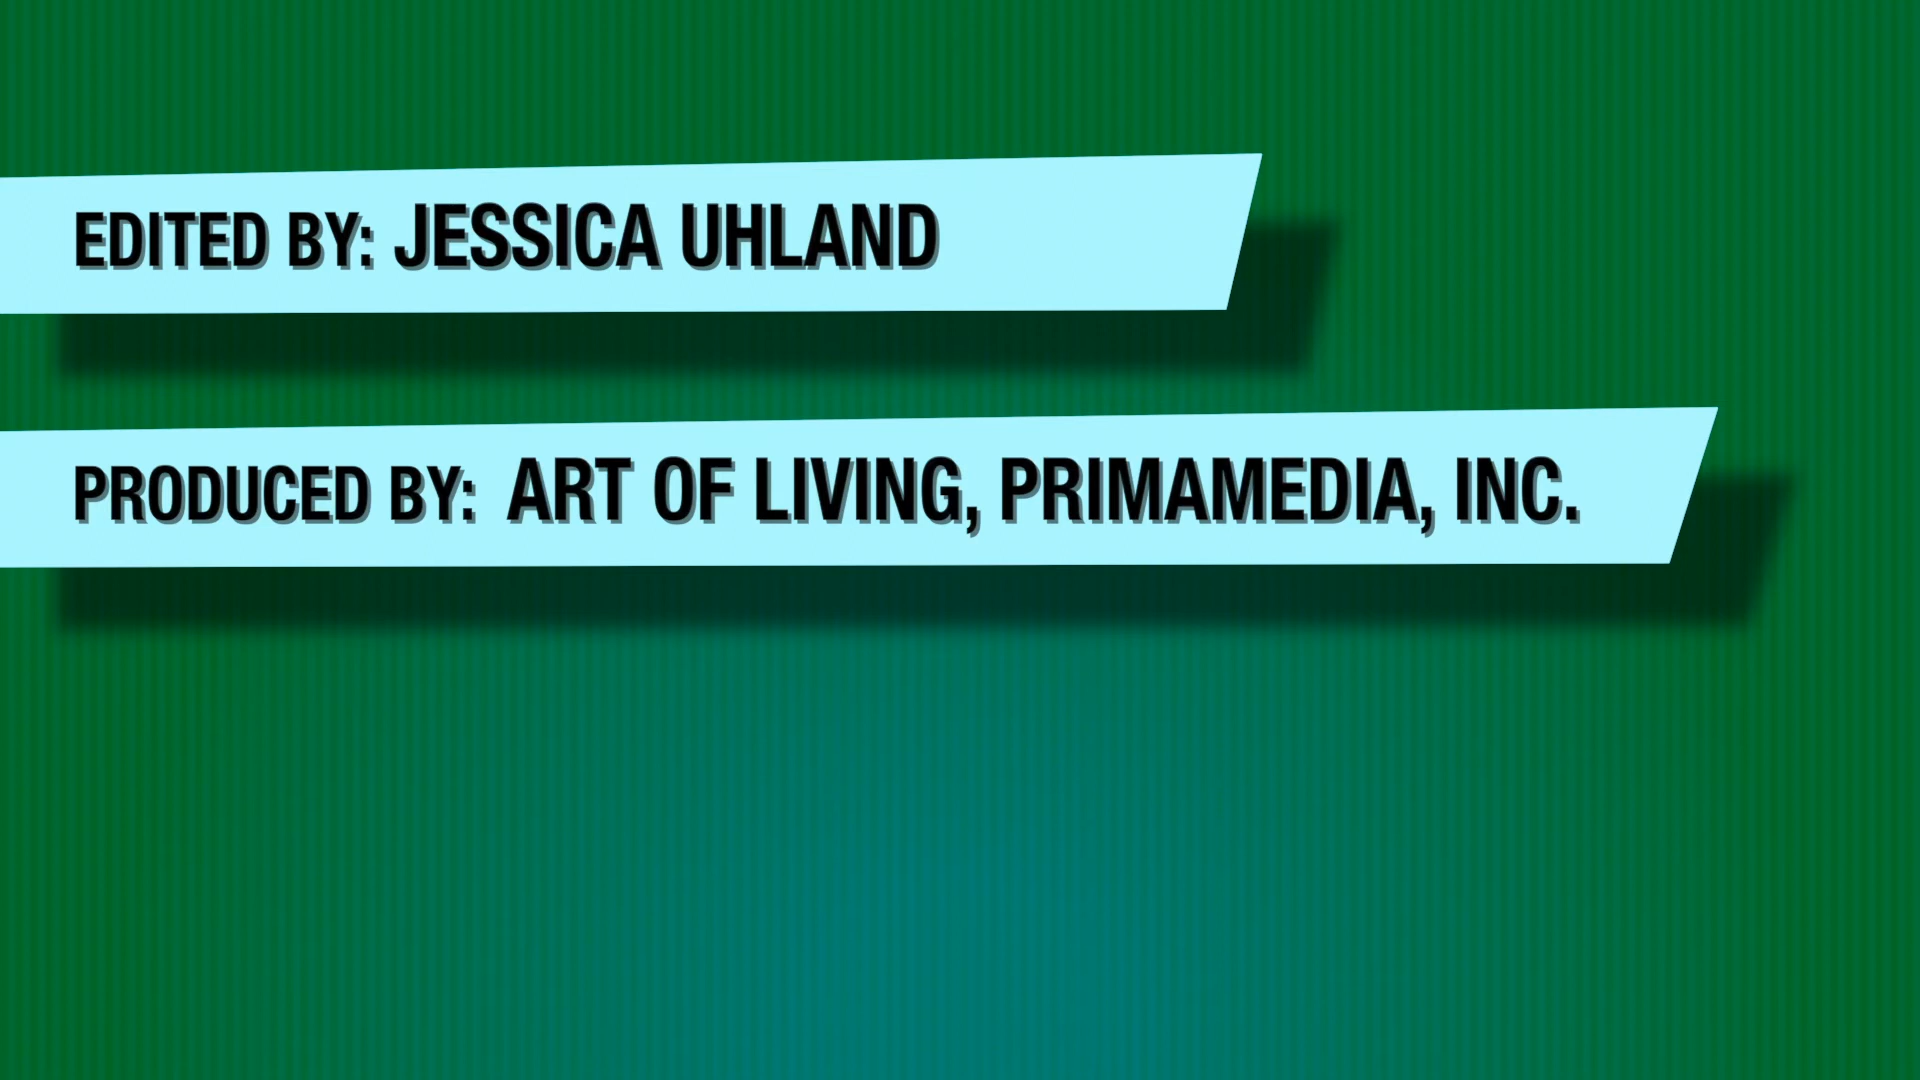 EDITED BY: JESSICA UHLAND
PRODUCED BY: ART OF LIVING, PRIMAMEDIA, INC.